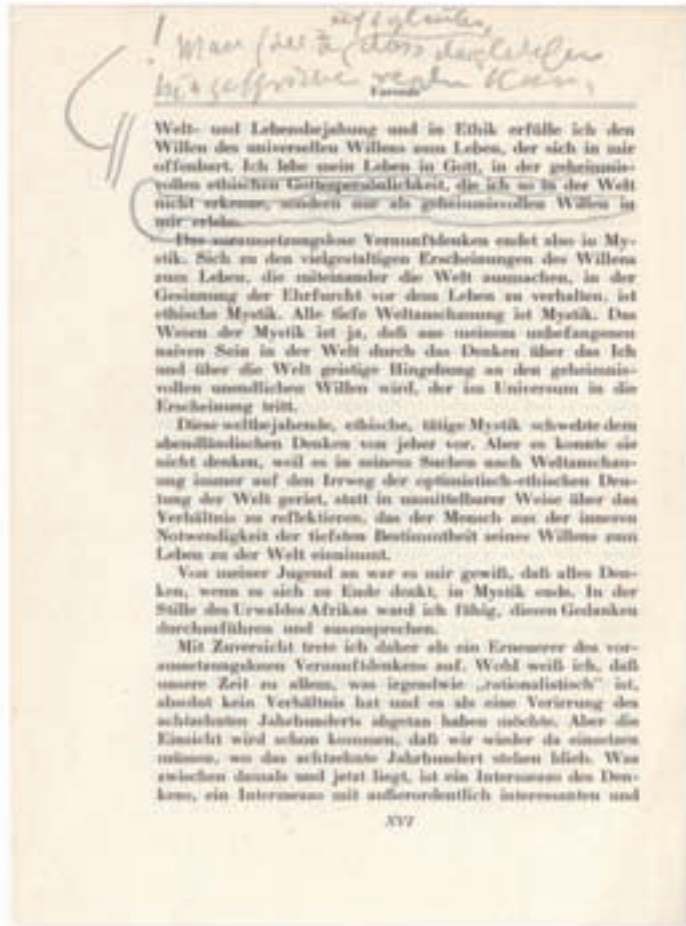 !
dass
Vorrede
Welt- und Lebensbejahung und in Ethik erfülle ich den
Willen des universellen Willens zum Leben, der sich in mir
offenbart. Ich lebe mein Leben in Gott, in der geheimnis-
vollen ethischen Gottespersönlichkeit, die ich so in der Welt
nicht erkenne, sondern nur als geheimnisvollen Willen in
mir erlebe.
Das voraussetzungslose Vernunftdenken endet also in My-
stik. Sich zu den vielgestaltigen Erscheinungen des Willens
zum Leben, die miteinander die Welt ausmachen, in der
Gesinnung der Ehrfurcht vor dem Leben zu verhalten, ist
ethische Mystik. Alle tiefe Weltanschauung ist Mystik. Das
Wesen der Mystik ist ja, daß aus meinem unbefangenen
naiven Sein in der Welt durch das Denken über das Ich
und über die Welt geistige Hingebung an den geheimnis-
vollen unendlichen Willen wird, der im Universum in die
Erscheinung tritt.
Diese weltbejahende, ethische, tätige Mystik schwebte dem
abendländischen Denken von jeher vor. Aber es konnte sie
nicht denken, weil es in seinem Suchen nach Weltanschau-
ung immer auf den Irrweg der optimistisch-ethischen Deu-
tung der Welt geriet, statt in unmittelbarer Weise über das
Verhältnis zu reflektieren, das der Mensch aus der inneren
Notwendigkeit der tiefsten Bestimmtheit seines Willens zum
Leben zu der Welt einnimmt.
Von meiner Jugend an war es mir gewiß, daß alles Den-
ken, wenn es sich zu Ende denkt, in Mystik ende. In der
Stille des Urwaldes Afrikas ward ich fähig, diesen Gedanken
durchzuführen und auszusprechen.
Mit Zuversicht trete ich daher als ein Erneuerer des vor-
aussetzungslosen Vernunftdenkens auf. Wohl weiß ich, daß
unsere Zeit zu allem, was irgendwie „rationalistisch" ist,
absolut kein Verhältnis hat und es als eine Verirrung des
achtzehnten Jahrhunderts abgetan haben möchte. Aber die
Einsicht wird schon kommen, daß wir wieder da einsetzen
müssen, wo das achtzehnte Jahrhundert stehen blieb. Was
zwischen damals und jetzt liegt, ist ein Intermezzo des Den-
kens, ein Intermezzo mit außerordentlich interessanten und
XVI